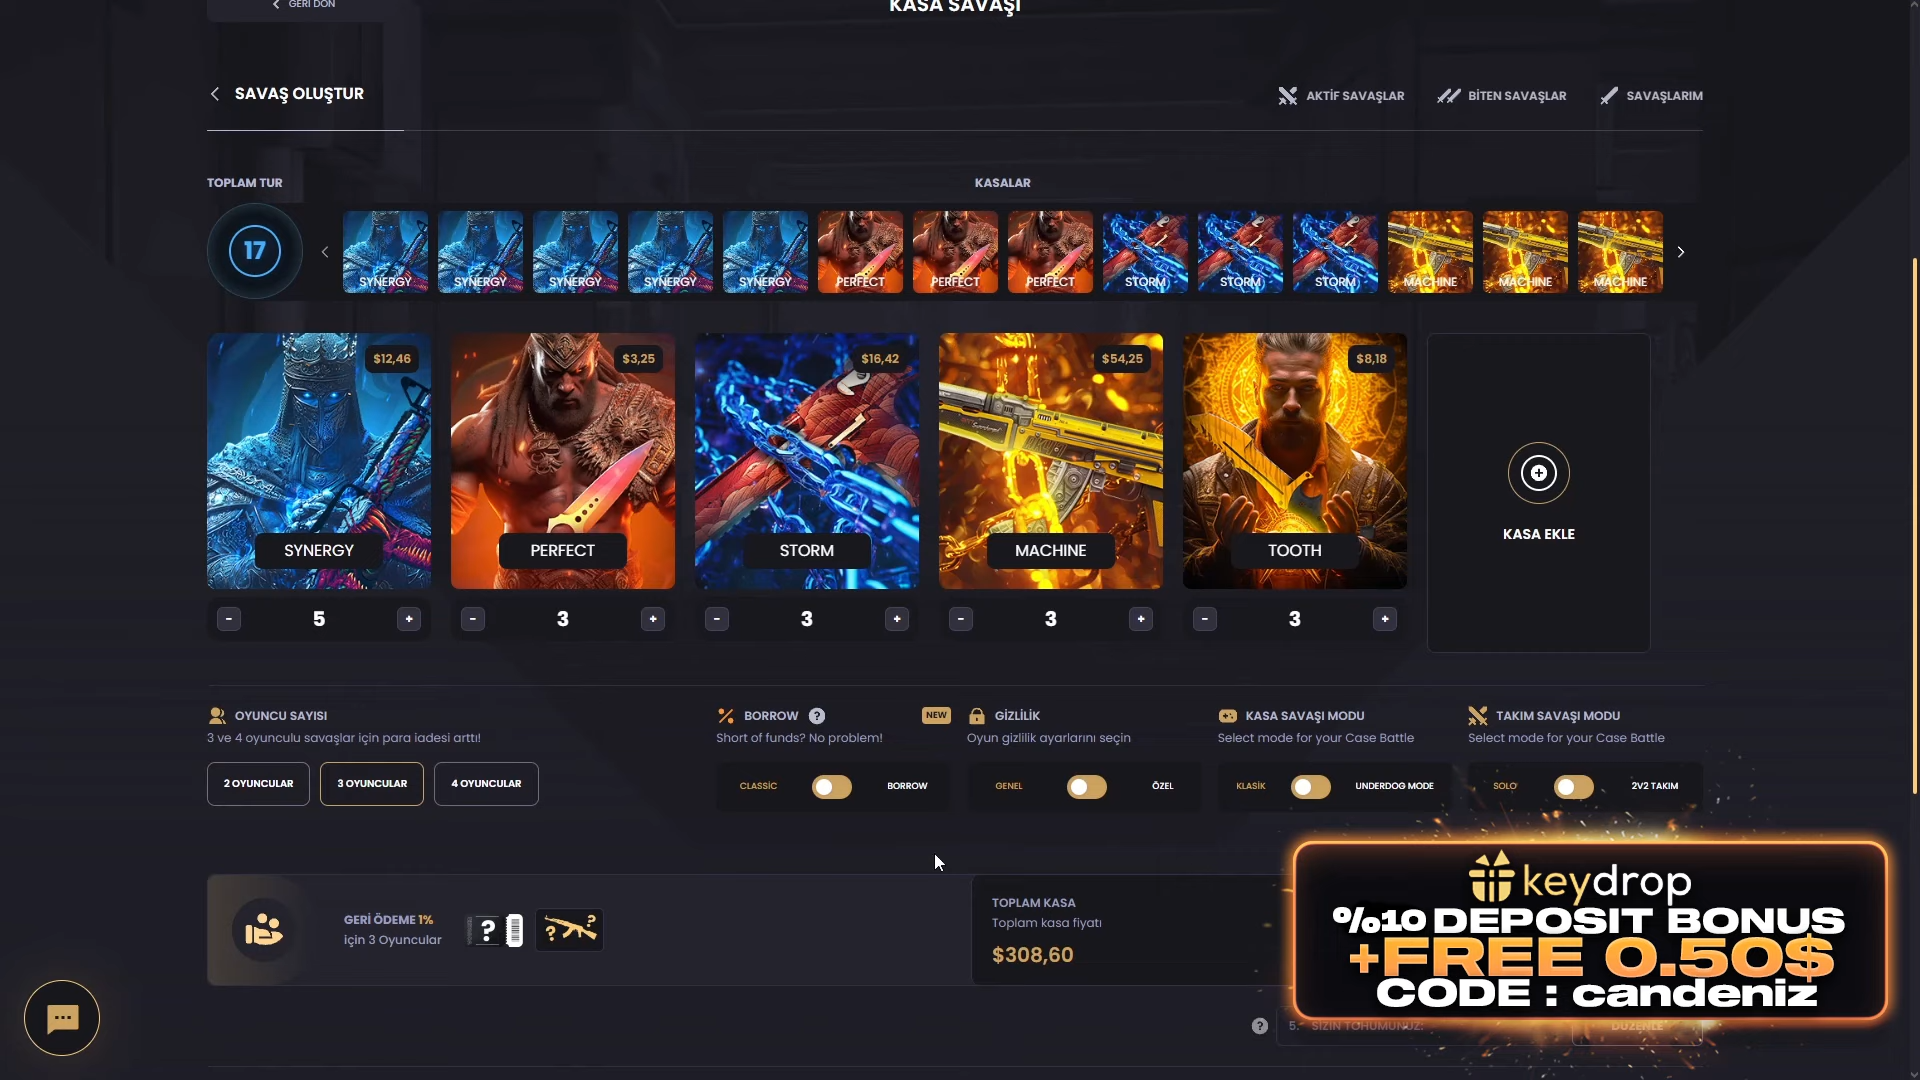 GERİ DÖN
KASA SAVAŞI
SAVAŞ OLUŞTUR
AKTİF SAVAŞLAR
BİTEN SAVAŞLAR
SAVAŞLARIM
TOPLAM TUR
KASALAR
17
SYNERGY
SYNERGY
SYNERGY
SYNERGY
SYNERGY
PERFECT
PERFECT
PERFECT
STORM
STORM
STORM
MACHINE
MACHINE
MACHINE
$12,46
$3,25
$16,42
$54,25
$8,18
SYNERGY
PERFECT
STORM
MACHINE
TOOTH
KASA EKLE
- 5 +
- 3 +
- 3 +
- 3 +
- 3 +
OYUNCU SAYISI
3 ve 4 oyunculu savaşlar için para iadesi arttı!
2 OYUNCULAR
3 OYUNCULAR
4 OYUNCULAR
BORROW ?
NEW
Short of funds? No problem!
CLASSIC
BORROW
GİZLİLİK
Oyun gizlilik ayarlarını seçin
GENEL
ÖZEL
KASA SAVAŞI MODU
Select mode for your Case Battle
KLASİK
UNDERDOG MODE
TAKIM SAVAŞI MODU
Select mode for your Case Battle
SOLO
2V2 TAKIM
GERİ ÖDEME 1%
için 3 Oyuncular
?
? ?
TOPLAM KASA
Toplam kasa fiyatı
$308,60
keydrop
%10 DEPOSIT BONUS
+FREE 0.50$
CODE : candeniz
? 5. SİZİN TOHUMUNUZ:
DÜZENLE